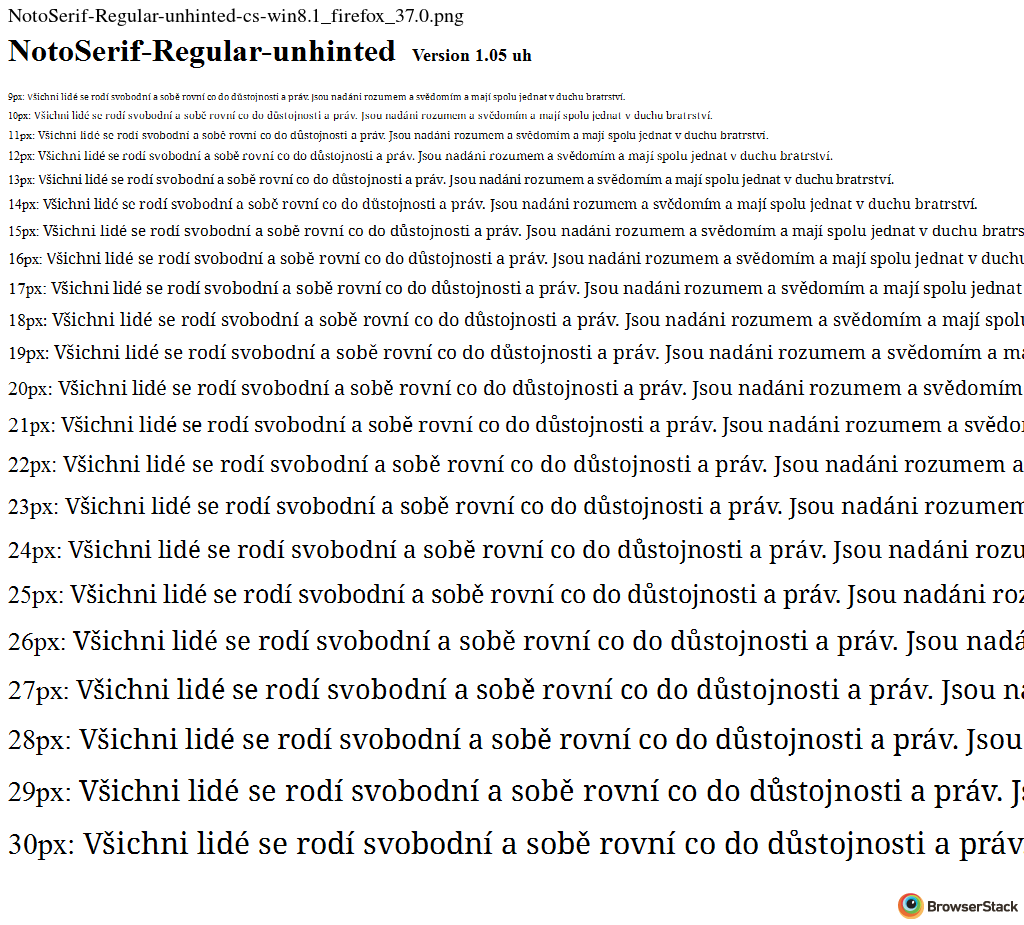 NotoSerif-Regular-unhinted-cs-win8.1_firefox_37.0.png
NotoSerif-Regular-unhinted Version 1.05 uh
9px: Všichni lidé se rodí svobodní a sobě rovní co do důstojnosti a práv. Jsou nadáni rozumem a svědomím a mají spolu jednat v duchu bratrství.
10px: Všichni lidé se rodí svobodní a sobě rovní co do důstojnosti a práv. Jsou nadáni rozumem a svědomím a mají spolu jednat v duchu bratrství.
11px: Všichni lidé se rodí svobodní a sobě rovní co do důstojnosti a práv. Jsou nadáni rozumem a svědomím a mají spolu jednat v duchu bratrství.
12px: Všichni lidé se rodí svobodní a sobě rovní co do důstojnosti a práv. Jsou nadáni rozumem a svědomím a mají spolu jednat v duchu bratrství.
13px: Všichni lidé se rodí svobodní a sobě rovní co do důstojnosti a práv. Jsou nadáni rozumem a svědomím a mají spolu jednat v duchu bratrství.
14px: Všichni lidé se rodí svobodní a sobě rovní co do důstojnosti a práv. Jsou nadáni rozumem a svědomím a mají spolu jednat v duchu bratrství.
15px: Všichni lidé se rodí svobodní a sobě rovní co do důstojnosti a práv. Jsou nadáni rozumem a svědomím a mají spolu jednat v duchu bratrs
16px: Všichni lidé se rodí svobodní a sobě rovní co do důstojnosti a práv. Jsou nadáni rozumem a svědomím a mají spolu jednat v duchu
17px: Všichni lidé se rodí svobodní a sobě rovní co do důstojnosti a práv. Jsou nadáni rozumem a svědomím a mají spolu jednat
18px: Všichni lidé se rodí svobodní a sobě rovní co do důstojnosti a práv. Jsou nadáni rozumem a svědomím a mají spolu
19px: Všichni lidé se rodí svobodní a sobě rovní co do důstojnosti a práv. Jsou nadáni rozumem a svědomím a ma
20px: Všichni lidé se rodí svobodní a sobě rovní co do důstojnosti a práv. Jsou nadáni rozumem a svědomím
21px: Všichni lidé se rodí svobodní a sobě rovní co do důstojnosti a práv. Jsou nadáni rozumem a svědo
22px: Všichni lidé se rodí svobodní a sobě rovní co do důstojnosti a práv. Jsou nadáni rozumem a
23px: Všichni lidé se rodí svobodní a sobě rovní co do důstojnosti a práv. Jsou nadáni rozumem
24px: Všichni lidé se rodí svobodní a sobě rovní co do důstojnosti a práv. Jsou nadáni rozu
25px: Všichni lidé se rodí svobodní a sobě rovní co do důstojnosti a práv. Jsou nadáni roz
26px: Všichni lidé se rodí svobodní a sobě rovní co do důstojnosti a práv. Jsou nadá
27px: Všichni lidé se rodí svobodní a sobě rovní co do důstojnosti a práv. Jsou na
28px: Všichni lidé se rodí svobodní a sobě rovní co do důstojnosti a práv. Jsou
29px: Všichni lidé se rodí svobodní a sobě rovní co do důstojnosti a práv. Js
30px: Všichni lidé se rodí svobodní a sobě rovní co do důstojnosti a práv
BrowserStack